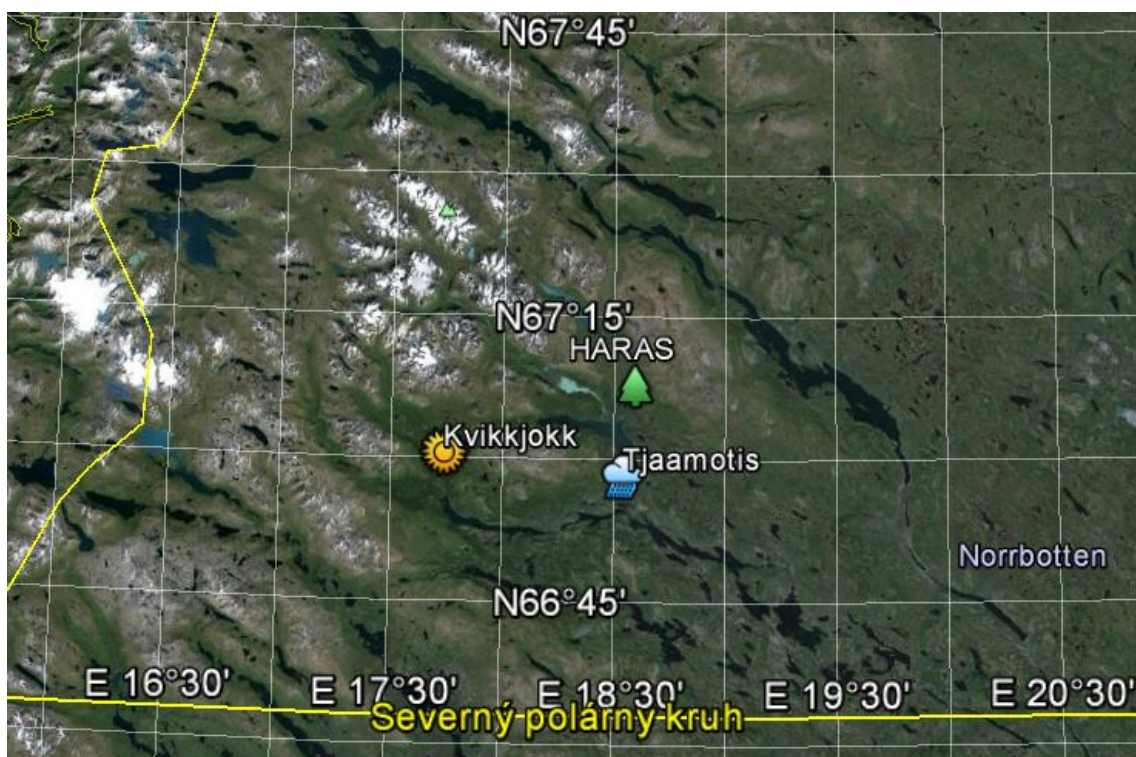 N67°45'
N67°15'
HARAS
Kvikkjokk
Tjaamotis
Norrbotten
N66°45'
E 16°30'
E 17°30'
E 18°30'
E 19°30'
E 20°30'
Severný polárny kruh